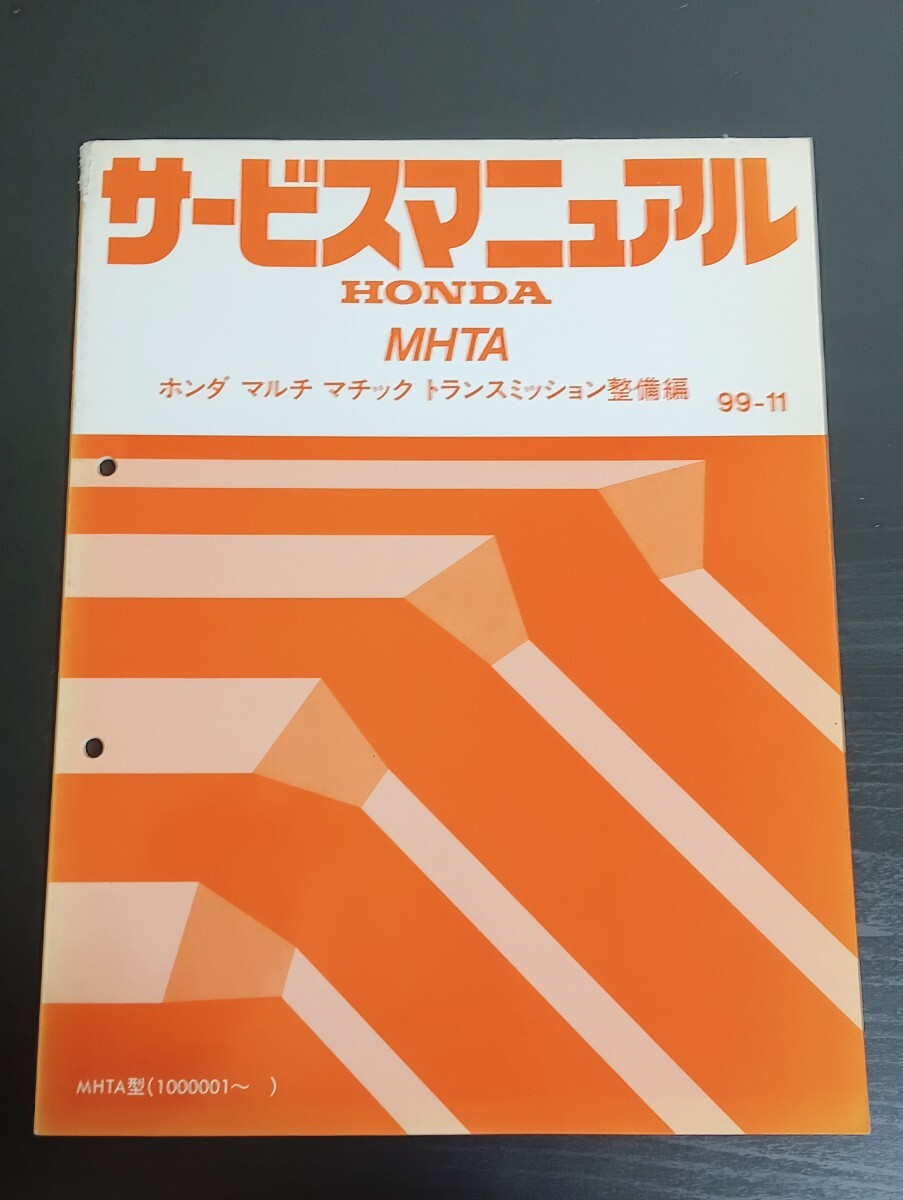 サービスマニュアル
HONDA
MHTA
ホンダ マルチ マチック トランスミッション整備編
99-11
MHTA型(1000001～ )